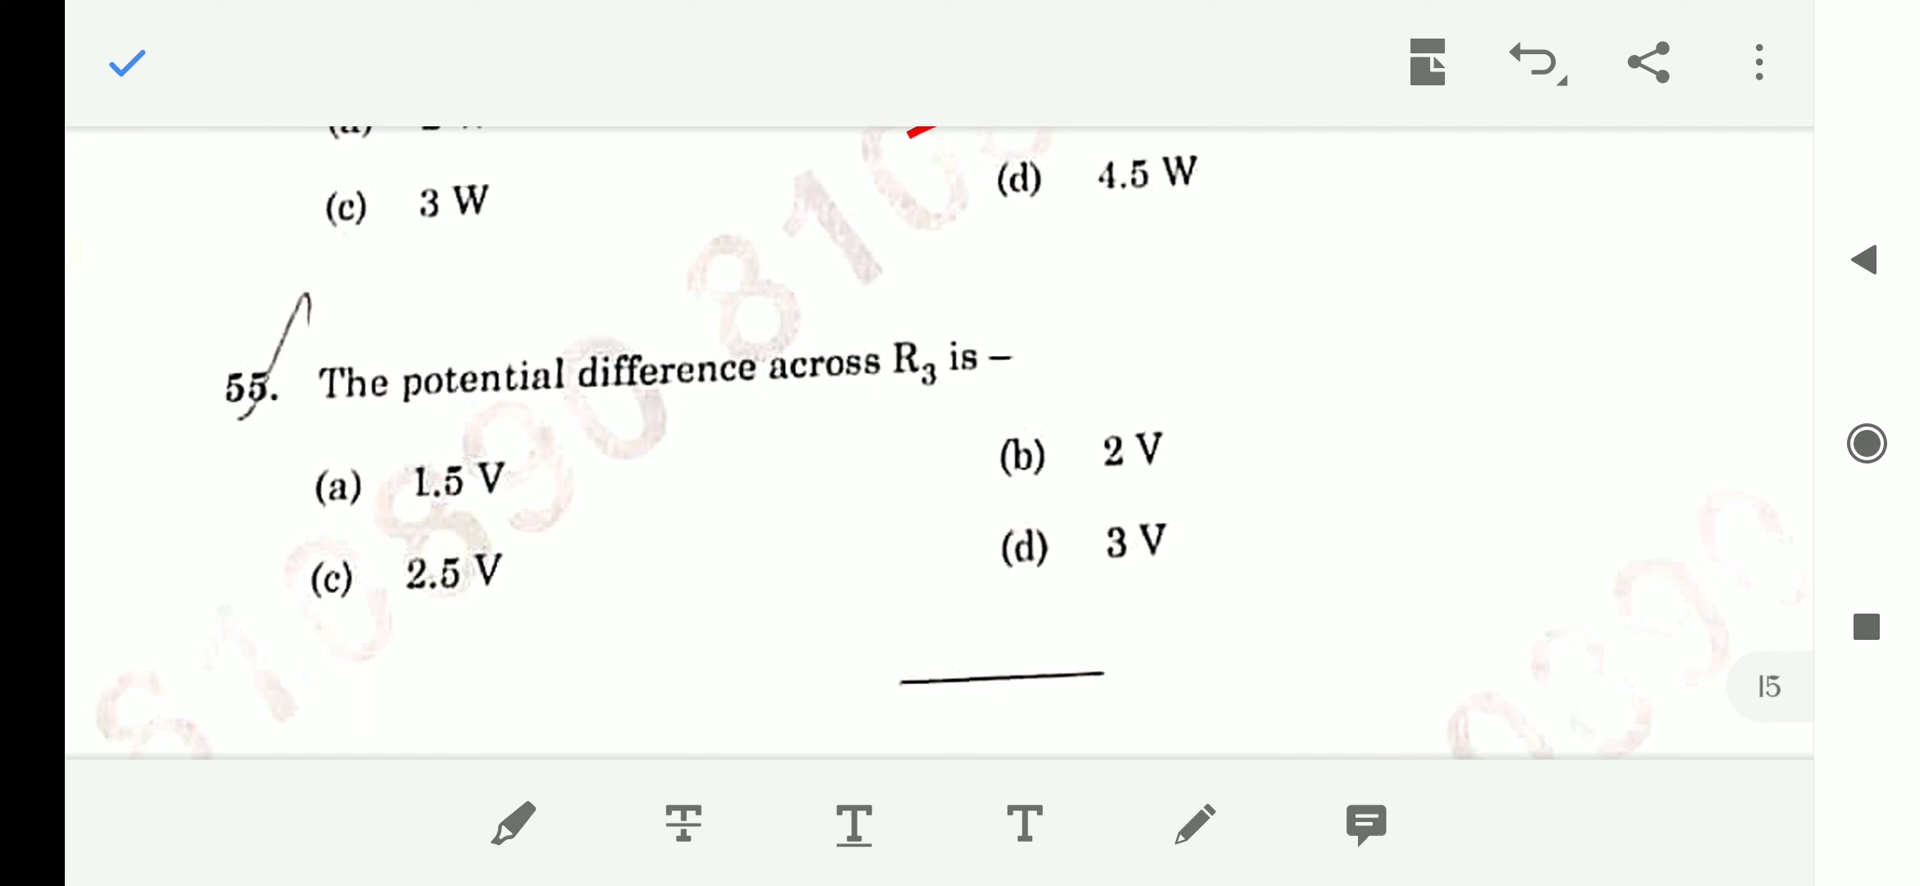 (d) 4.5 W
(c) 3 W
55. The potential difference across R₃ is –
(a) 1.5 V
(b) 2 V
(c) 2.5 V
(d) 3 V
15